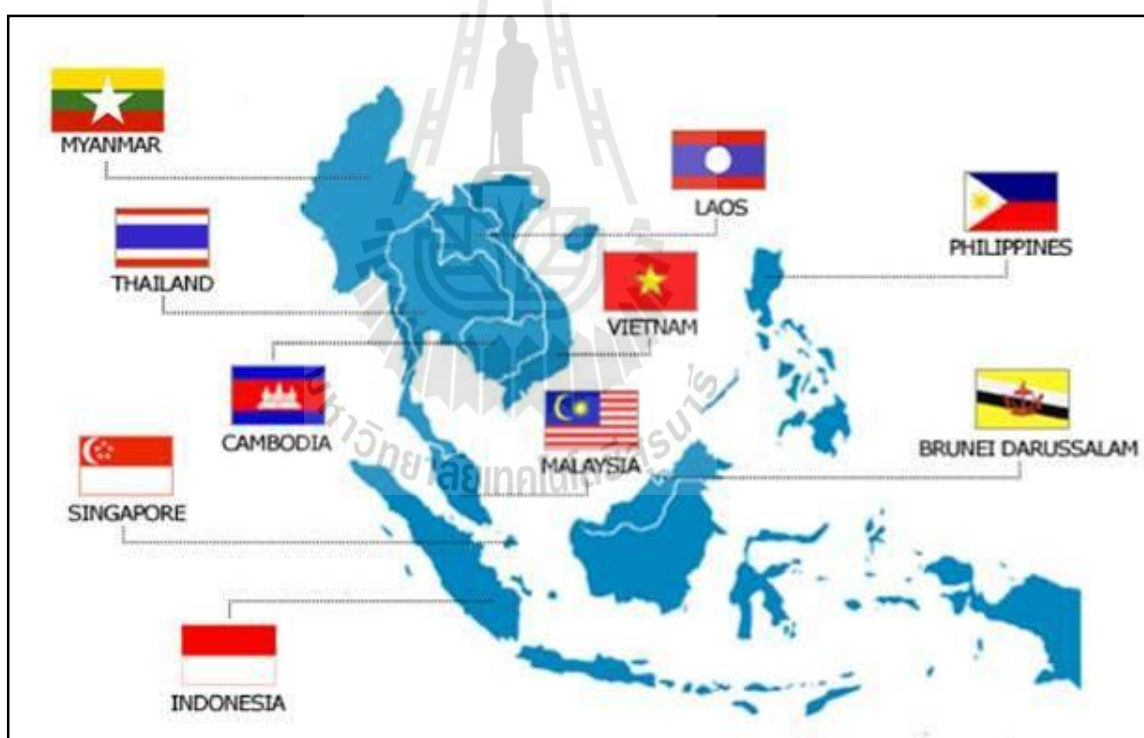 MYANMAR
LAOS
THAILAND
PHILIPPINES
VIETNAM
CAMBODIA
MALAYSIA
BRUNEI DARUSSALAM
SINGAPORE
INDONESIA